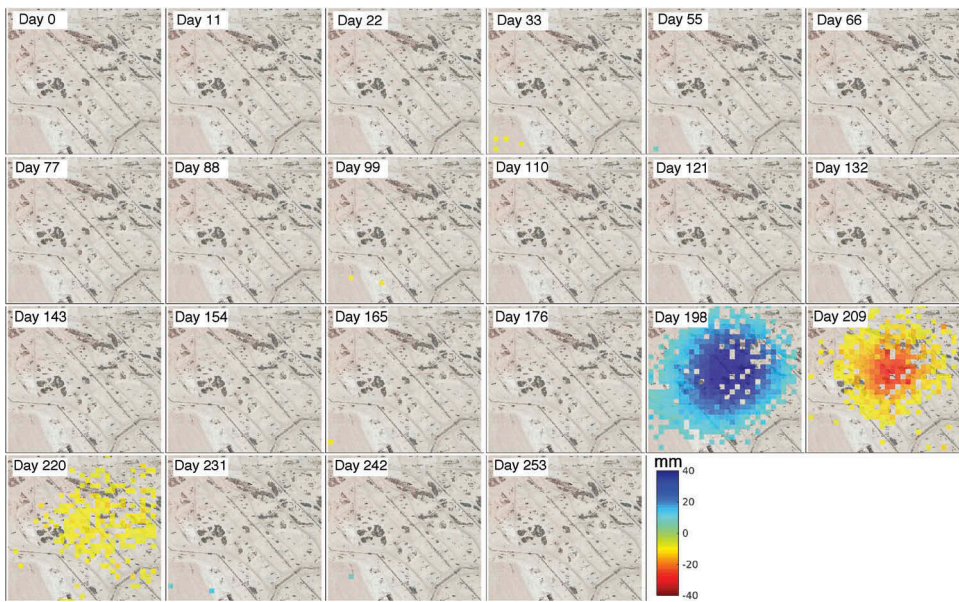 Day 0
Day 11
Day 22
Day 33
Day 55
Day 66
Day 77
Day 88
Day 99
Day 110
Day 121
Day 132
Day 143
Day 154
Day 165
Day 176
Day 198
Day 209
Day 220
Day 231
Day 242
Day 253
mm
40
20
0
-20
-40